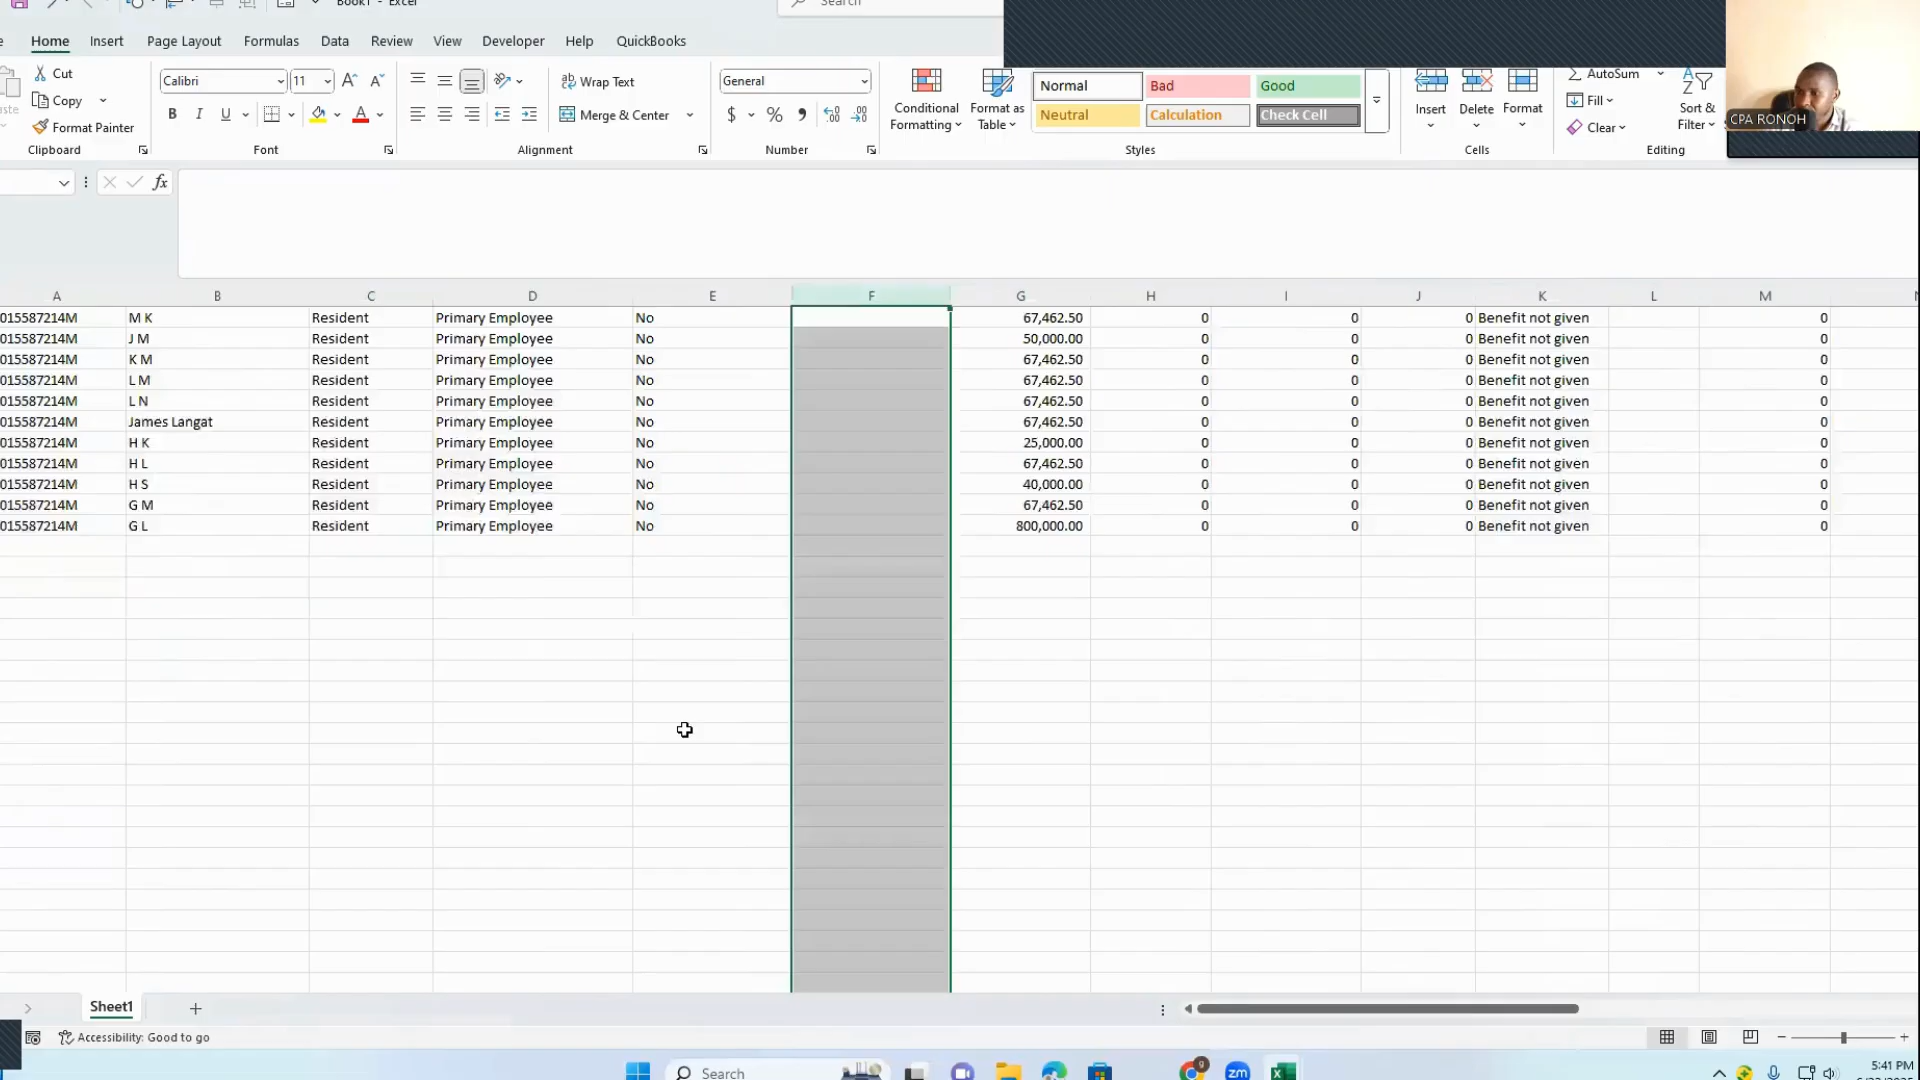 Book1 - Excel
Search
Home Insert Page Layout Formulas Data Review View Developer Help QuickBooks
Cut
Copy
Format Painter
Clipboard
Calibri 11
B I U
Font
Wrap Text
Merge & Center
Alignment
General
$ % ,
Number
Conditional Formatting
Format as Table
Normal Bad Good
Neutral Calculation Check Cell
Styles
Insert Delete Format
Cells
AutoSum
Fill
Clear
Sort & Filter
Editing
CPA RONOH
fx
A B C D E F G H I J K L M
015587214M M K Resident Primary Employee No 67,462.50 0 0 0 Benefit not given 0
015587214M J M Resident Primary Employee No 50,000.00 0 0 0 Benefit not given 0
015587214M K M Resident Primary Employee No 67,462.50 0 0 0 Benefit not given 0
015587214M L M Resident Primary Employee No 67,462.50 0 0 0 Benefit not given 0
015587214M L N Resident Primary Employee No 67,462.50 0 0 0 Benefit not given 0
015587214M James Langat Resident Primary Employee No 67,462.50 0 0 0 Benefit not given 0
015587214M H K Resident Primary Employee No 25,000.00 0 0 0 Benefit not given 0
015587214M H L Resident Primary Employee No 67,462.50 0 0 0 Benefit not given 0
015587214M H S Resident Primary Employee No 40,000.00 0 0 0 Benefit not given 0
015587214M G M Resident Primary Employee No 67,462.50 0 0 0 Benefit not given 0
015587214M G L Resident Primary Employee No 800,000.00 0 0 0 Benefit not given 0
Sheet1
Accessibility: Good to go
Search
9
zm
5:41 PM